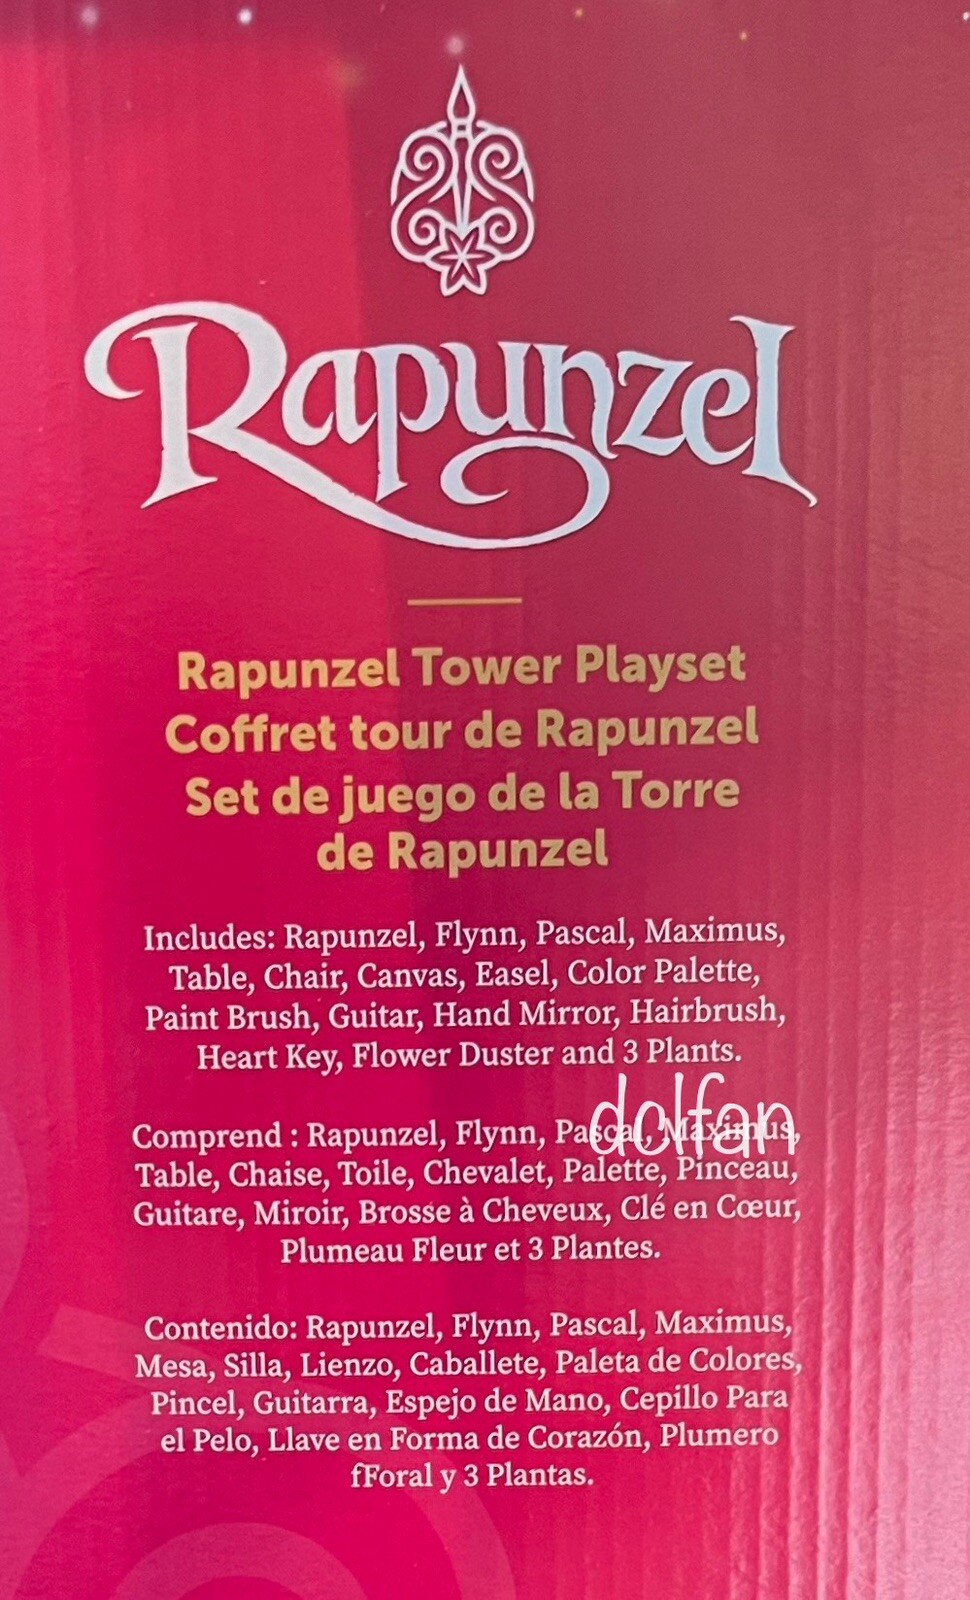 Rapunzel
Rapunzel Tower Playset
Coffret tour de Rapunzel
Set de juego de la Torre
de Rapunzel
Includes: Rapunzel, Flynn, Pascal, Maximus,
Table, Chair, Canvas, Easel, Color Palette,
Paint Brush, Guitar, Hand Mirror, Hairbrush,
Heart Key, Flower Duster and 3 Plants.
dolfan
Comprend : Rapunzel, Flynn, Pascal, Maximus,
Table, Chaise, Toile, Chevalet, Palette, Pinceau,
Guitare, Miroir, Brosse à Cheveux, Clé en Cœur,
Plumeau Fleur et 3 Plantes.
Contenido: Rapunzel, Flynn, Pascal, Maximus,
Mesa, Silla, Lienzo, Caballete, Paleta de Colores,
Pincel, Guitarra, Espejo de Mano, Cepillo Para
el Pelo, Llave en Forma de Corazón, Plumero
fForal y 3 Plantas.